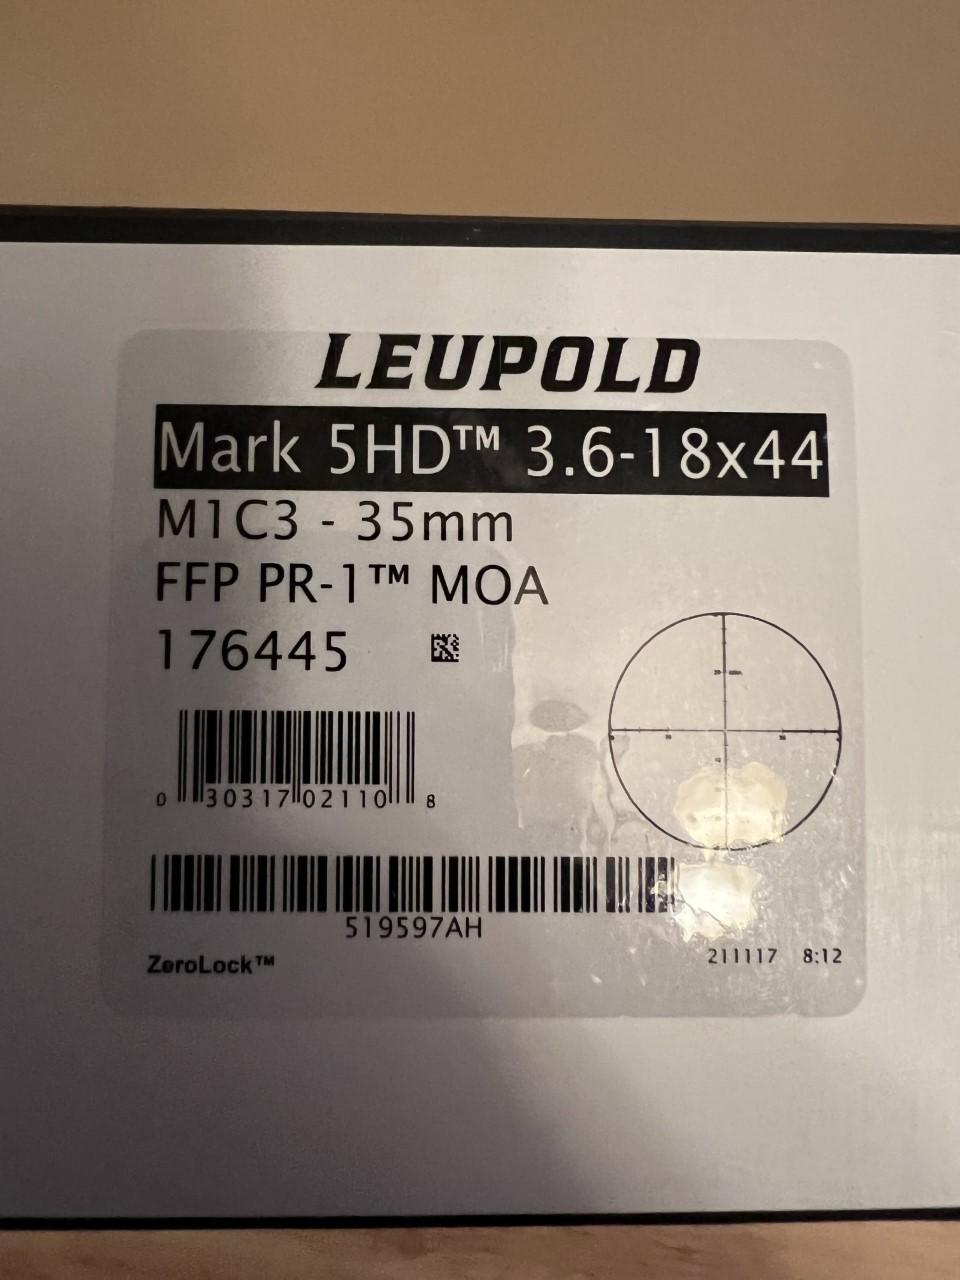 LEUPOLD
Mark 5HD™ 3.6-18x44
M1C3 - 35mm
FFP PR-1™ MOA
176445
0 30317 02110 8
519597AH
ZeroLock™
211117 8:12